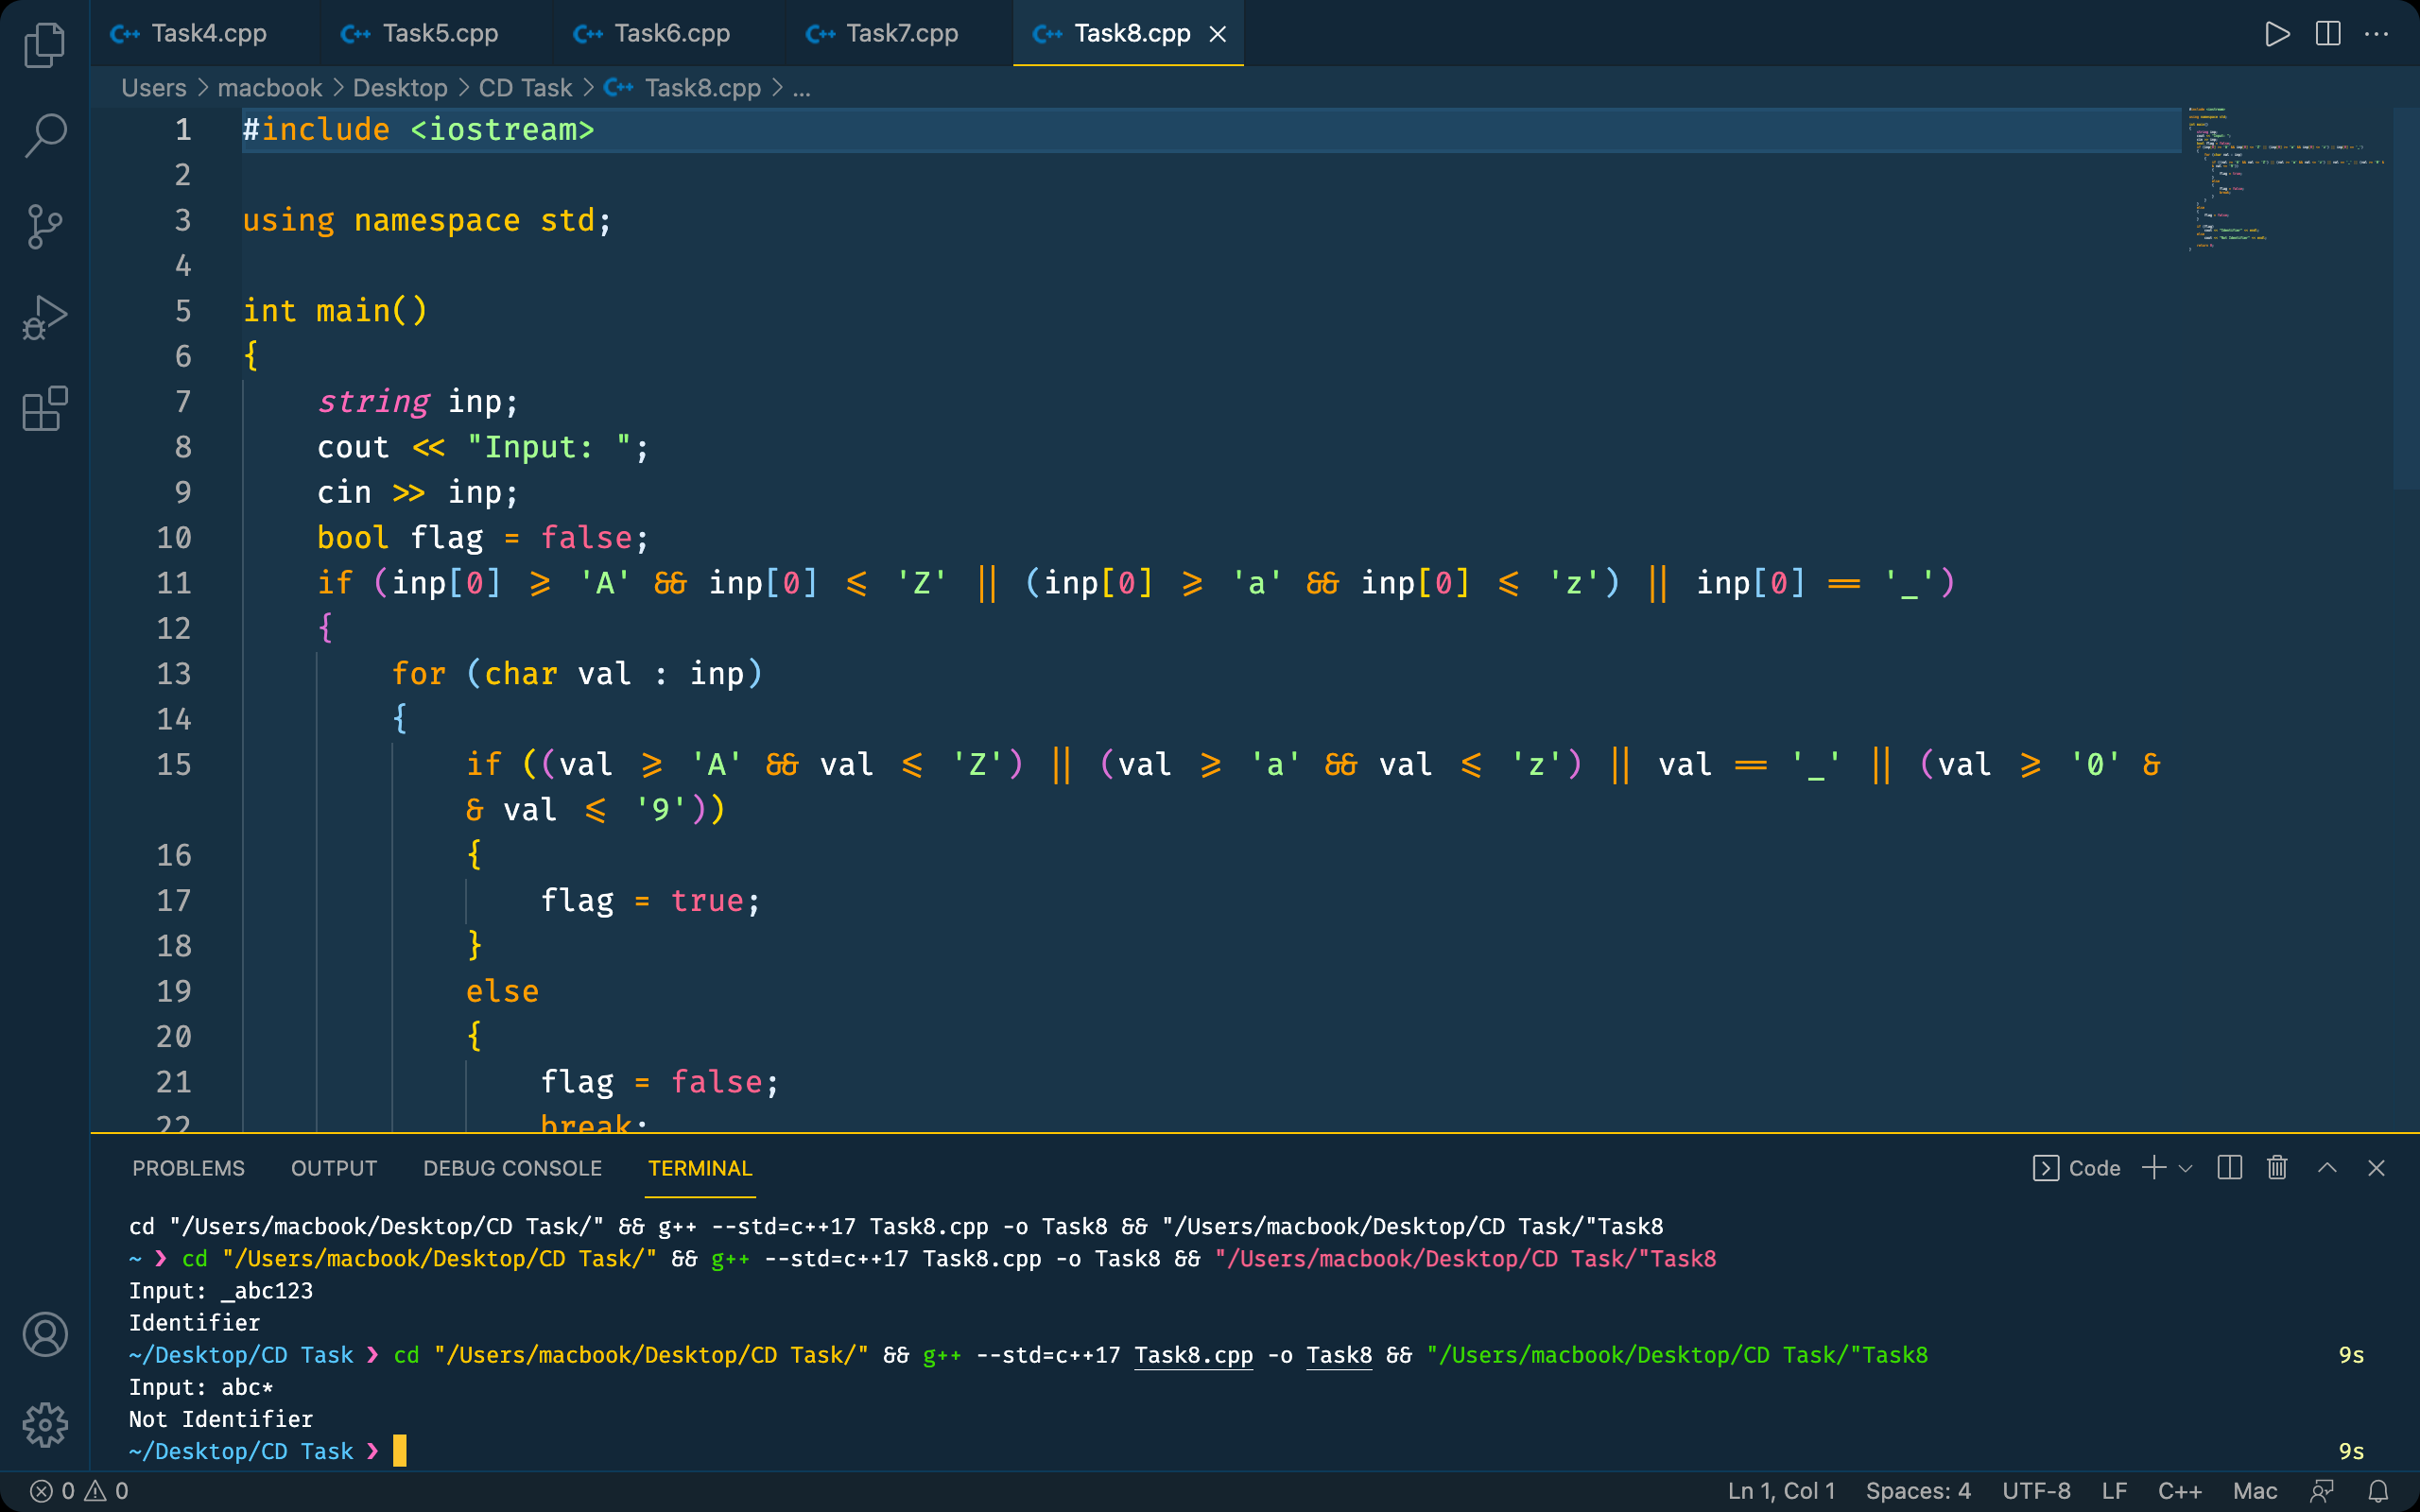 Task4.cpp Task5.cpp Task6.cpp Task7.cpp Task8.cpp
Users > macbook > Desktop > CD Task > Task8.cpp > ...
1 #include <iostream>
2
3 using namespace std;
4
5 int main()
6 {
7 string inp;
8 cout << "Input: ";
9 cin >> inp;
10 bool flag = false;
11 if (inp[0] >= 'A' && inp[0] <= 'Z' || (inp[0] >= 'a' && inp[0] <= 'z') || inp[0] == '_')
12 {
13 for (char val : inp)
14 {
15 if ((val >= 'A' && val <= 'Z') || (val >= 'a' && val <= 'z') || val == '_' || (val >= '0' &
& val <= '9'))
16 {
17 flag = true;
18 }
19 else
20 {
21 flag = false;
22 break;
PROBLEMS OUTPUT DEBUG CONSOLE TERMINAL Code
cd "/Users/macbook/Desktop/CD Task/" && g++ --std=c++17 Task8.cpp -o Task8 && "/Users/macbook/Desktop/CD Task/"Task8
~ ❯ cd "/Users/macbook/Desktop/CD Task/" && g++ --std=c++17 Task8.cpp -o Task8 && "/Users/macbook/Desktop/CD Task/"Task8
Input: _abc123
Identifier
~/Desktop/CD Task ❯ cd "/Users/macbook/Desktop/CD Task/" && g++ --std=c++17 Task8.cpp -o Task8 && "/Users/macbook/Desktop/CD Task/"Task8 9s
Input: abc*
Not Identifier
~/Desktop/CD Task ❯ 9s
0 0 Ln 1, Col 1 Spaces: 4 UTF-8 LF C++ Mac